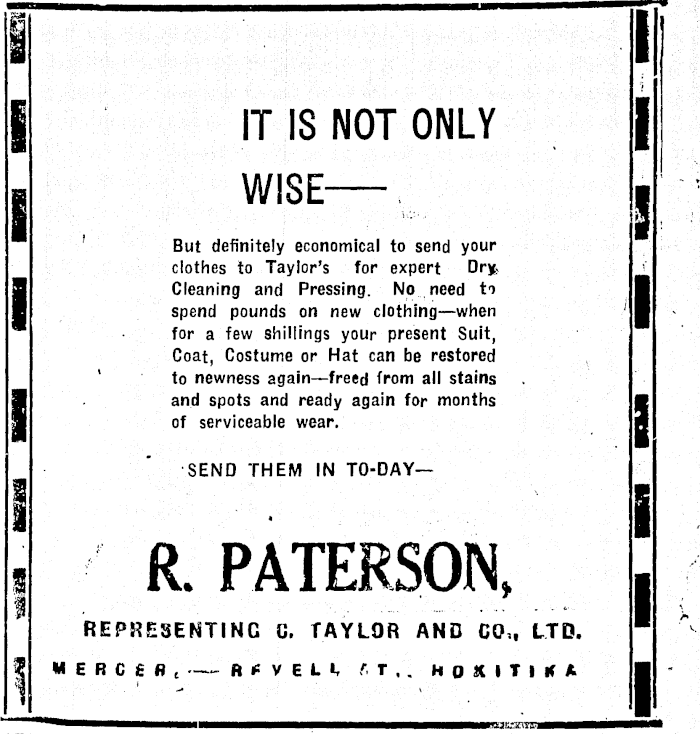 IT IS NOT ONLY
WISE——
But definitely economical to send your
clothes to Taylor's for expert Dry
Cleaning and Pressing. No need to
spend pounds on new clothing—when
for a few shillings your present Suit,
Coat, Costume or Hat can be restored
to newness again—freed from all stains
and spots and ready again for months
of serviceable wear.
SEND THEM IN TO-DAY—
R. PATERSON,
REPRESENTING C. TAYLOR AND CO., LTD.
MERCER,—REVELL ST., HOKITIKA